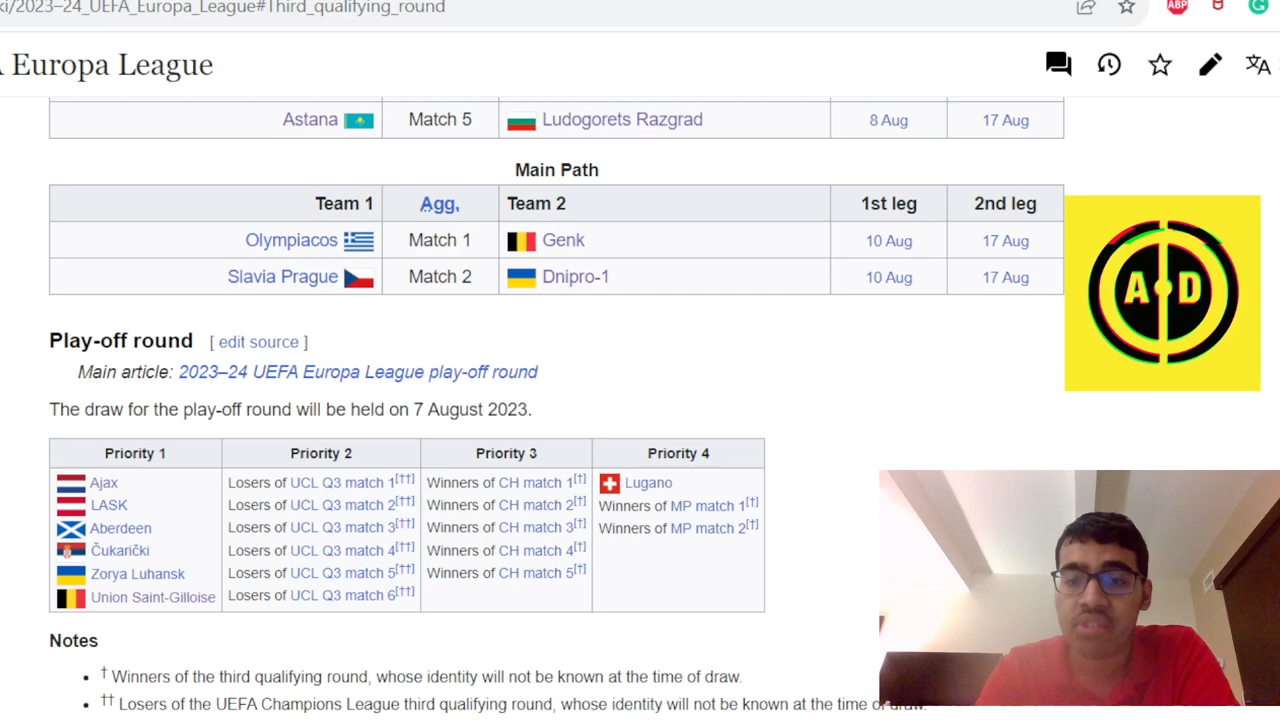 ki/2023–24_UEFA_Europa_League#Third_qualifying_round
ABP
A Europa League
Astana Match 5 Ludogorets Razgrad 8 Aug 17 Aug
Main Path
Team 1 Agg. Team 2 1st leg 2nd leg
Olympiacos Match 1 Genk 10 Aug 17 Aug
Slavia Prague Match 2 Dnipro-1 10 Aug 17 Aug
A D
Play-off round [ edit source ]
Main article: 2023–24 UEFA Europa League play-off round
The draw for the play-off round will be held on 7 August 2023.
Priority 1 Priority 2 Priority 3 Priority 4
Ajax Losers of UCL Q3 match 1[††] Winners of CH match 1[†] Lugano
LASK Losers of UCL Q3 match 2[††] Winners of CH match 2[†] Winners of MP match 1[†]
Aberdeen Losers of UCL Q3 match 3[††] Winners of CH match 3[†] Winners of MP match 2[†]
Čukarički Losers of UCL Q3 match 4[††] Winners of CH match 4[†]
Zorya Luhansk Losers of UCL Q3 match 5[††] Winners of CH match 5[†]
Union Saint-Gilloise Losers of UCL Q3 match 6[††]
Notes
• † Winners of the third qualifying round, whose identity will not be known at the time of draw.
• †† Losers of the UEFA Champions League third qualifying round, whose identity will not be known at the time of draw.